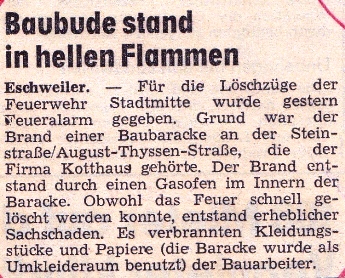 Baubude stand
in hellen Flammen
Eschweiler. — Für die Löschzüge der
Feuerwehr Stadtmitte wurde gestern
Feueralarm gegeben. Grund war der
Brand einer Baubaracke an der Stein-
straße/August-Thyssen-Straße, die der
Firma Kotthaus gehörte. Der Brand ent-
stand durch einen Gasofen im Innern der
Baracke. Obwohl das Feuer schnell ge-
löscht werden konnte, entstand erheblicher
Sachschaden. Es verbrannten Kleidungs-
stücke und Papiere (die Baracke wurde als
Umkleideraum benutzt) der Bauarbeiter.